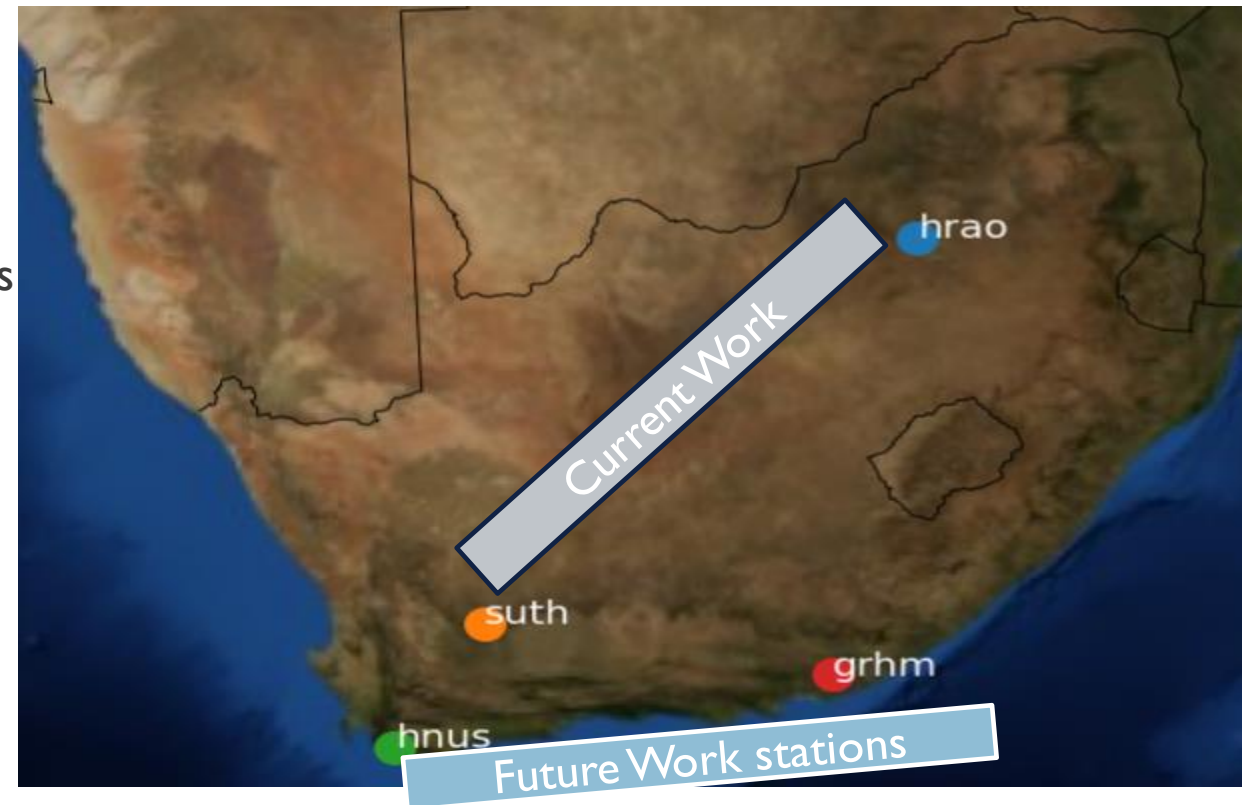 hrao
s
Current Work
suth
grhm
hnus
Future Work stations